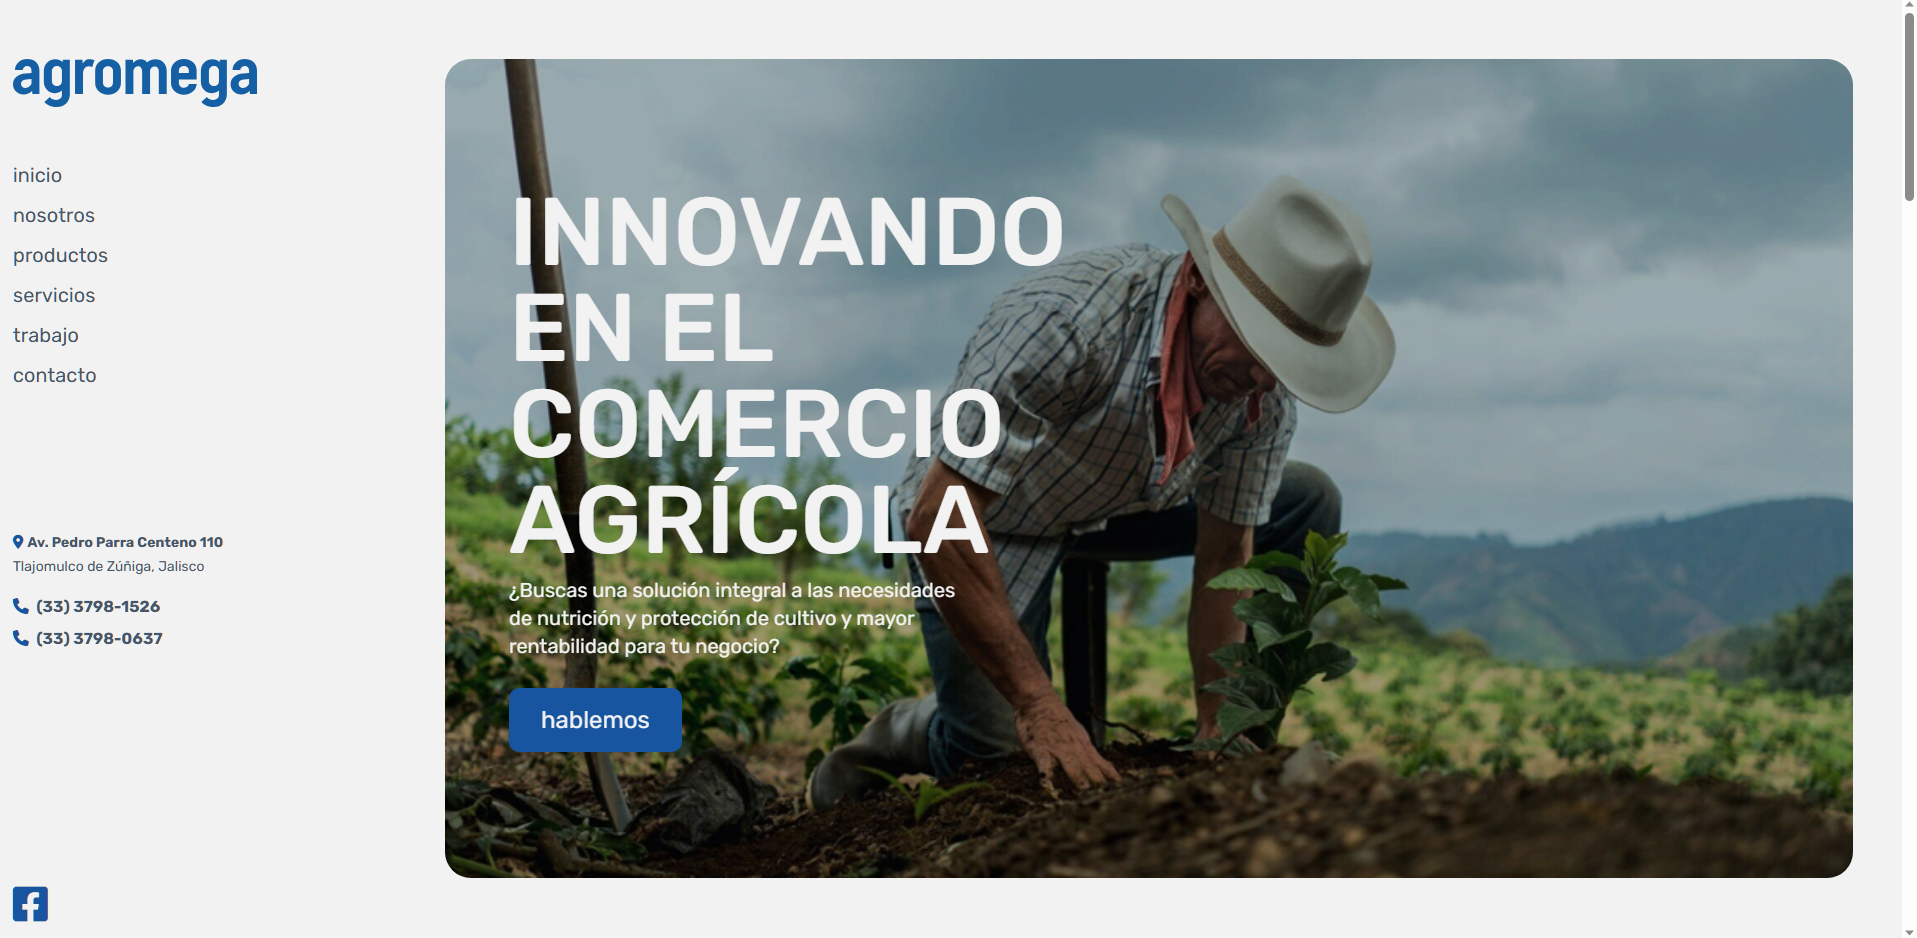 agromega
inicio
nosotros
productos
servicios
trabajo
contacto
Av. Pedro Parra Centeno 110
Tlajomulco de Zúñiga, Jalisco
(33) 3798-1526
(33) 3798-0637
INNOVANDO
EN EL
COMERCIO
AGRÍCOLA
¿Buscas una solución integral a las necesidades
de nutrición y protección de cultivo y mayor
rentabilidad para tu negocio?
hablemos